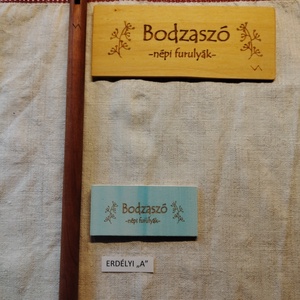 Bodzaszó
-népi furulyák-
Bodzaszó
-népi furulyák-
ERDÉLYI „A”